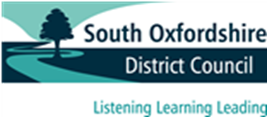 South Oxfordshire
District Council
Listening Learning Leading